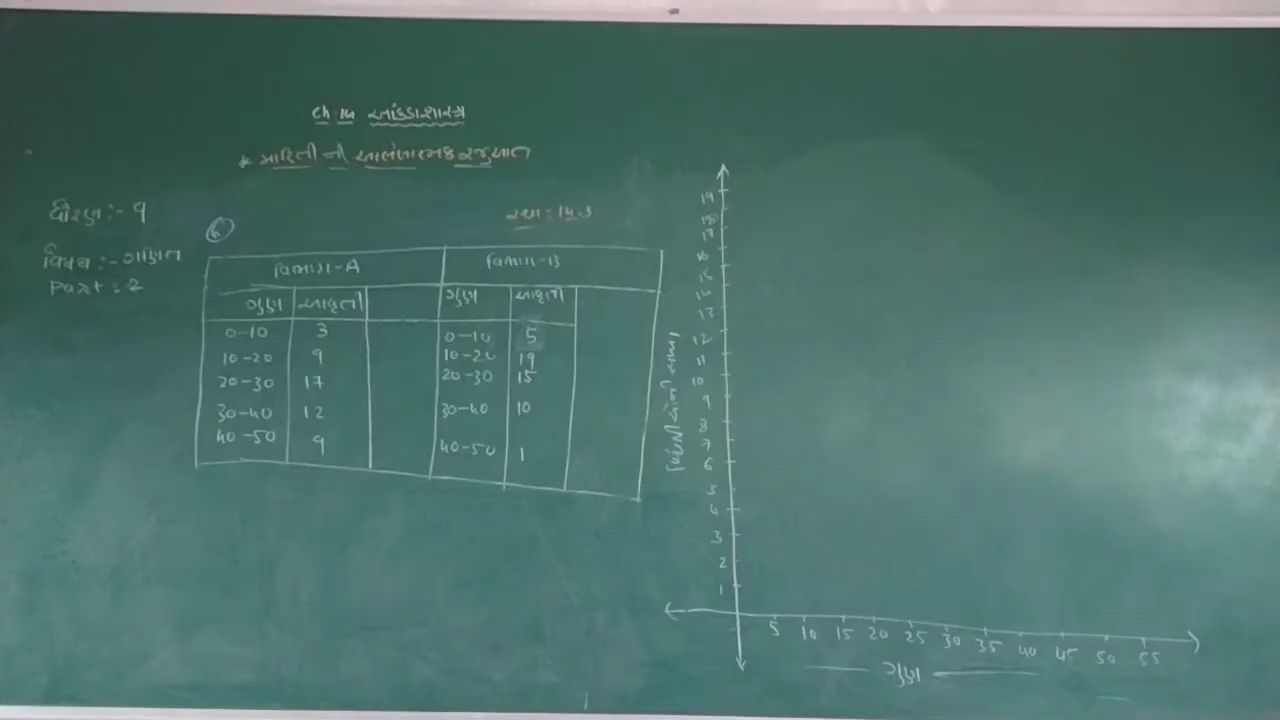 Ch 14 આંકડાશાસ્ત્ર
* માહિતી ની આલેખાત્મક રજુઆત
ધોરણ :- 9
વિષય :- ગણિત
Part : 2
સ્વા : 14.3
6
વિભાગ-A વિભાગ-B
ગુણ આવૃતી ગુણ આવૃતી
0-10 3 0-10 5
10-20 9 10-20 19
20-30 17 20-30 15
30-40 12 30-40 10
40-50 9 40-50 1
19
18
17
16
15
14
13
12
11
10
9
8
7
6
5
4
3
2
1
વિદ્યાર્થીઓની સંખ્યા
5 10 15 20 25 30 35 40 45 50 55
ગુણ